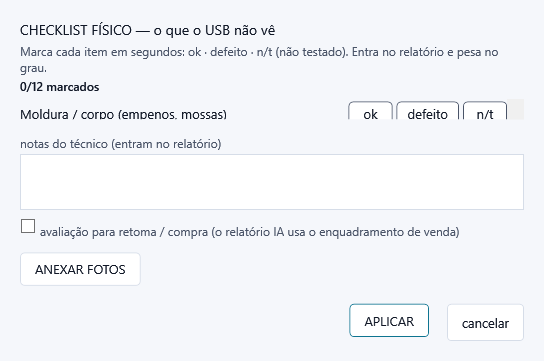 CHECKLIST FÍSICO — o que o USB não vê
Marca cada item em segundos: ok · defeito · n/t (não testado). Entra no relatório e pesa no
grau.
0/12 marcados
Moldura / corpo (empenos, mossas) ok defeito n/t
notas do técnico (entram no relatório)
avaliação para retoma / compra (o relatório IA usa o enquadramento de venda)
ANEXAR FOTOS
APLICAR cancelar